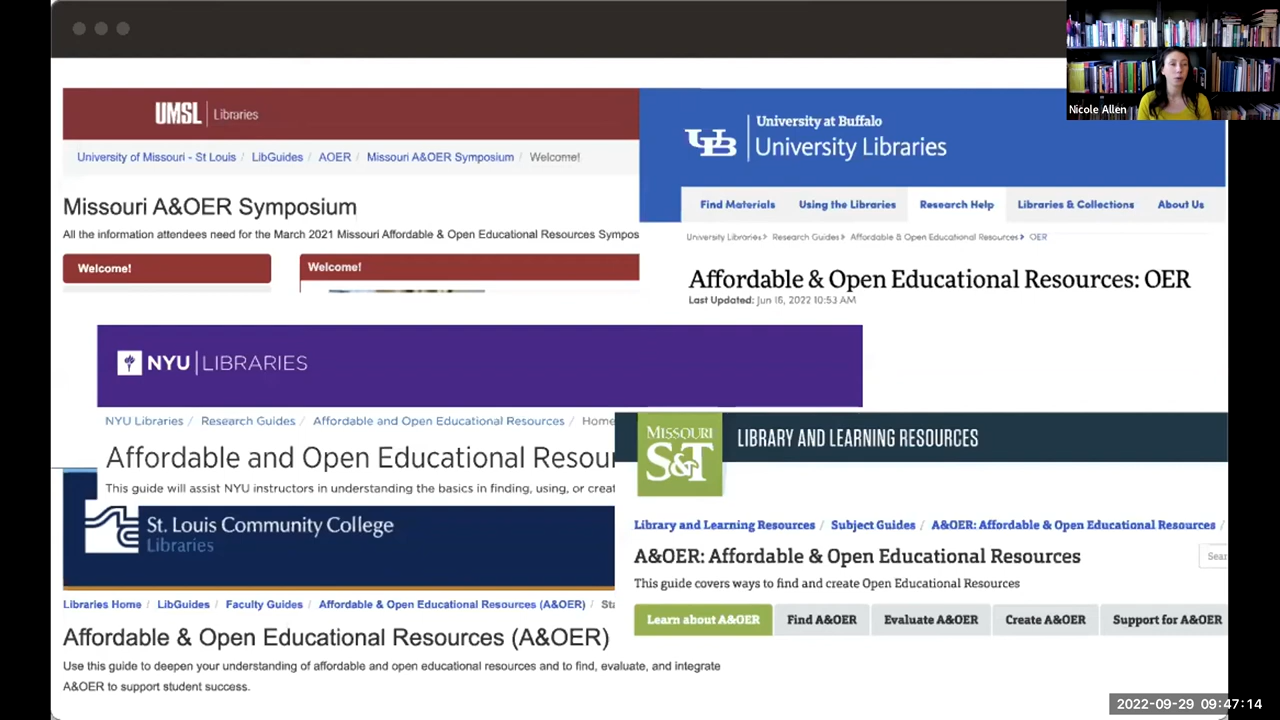 UMSL Libraries
University of Missouri - St Louis / LibGuides / AOER / Missouri A&OER Symposium / Welcome!
Missouri A&OER Symposium
All the information attendees need for the March 2021 Missouri Affordable & Open Educational Resources Sympos
Welcome!
Welcome!
UB University at Buffalo
University Libraries
Find Materials Using the Libraries Research Help Libraries & Collections About Us
University Libraries > Research Guides > Affordable & Open Educational Resources > OER
Affordable & Open Educational Resources: OER
Last Updated: Jun 16, 2022 10:53 AM
Nicole Allen
NYU LIBRARIES
NYU Libraries / Research Guides / Affordable and Open Educational Resources / Home
Affordable and Open Educational Resour
This guide will assist NYU instructors in understanding the basics in finding, using, or creat
MISSOURI
S&T
LIBRARY AND LEARNING RESOURCES
Library and Learning Resources / Subject Guides / A&OER: Affordable & Open Educational Resources /
A&OER: Affordable & Open Educational Resources
Sear
This guide covers ways to find and create Open Educational Resources
Learn about A&OER Find A&OER Evaluate A&OER Create A&OER Support for A&OER
St. Louis Community College
Libraries
Libraries Home / LibGuides / Faculty Guides / Affordable & Open Educational Resources (A&OER) / Sta
Affordable & Open Educational Resources (A&OER)
Use this guide to deepen your understanding of affordable and open educational resources and to find, evaluate, and integrate
A&OER to support student success.
2022-09-29 09:47:14